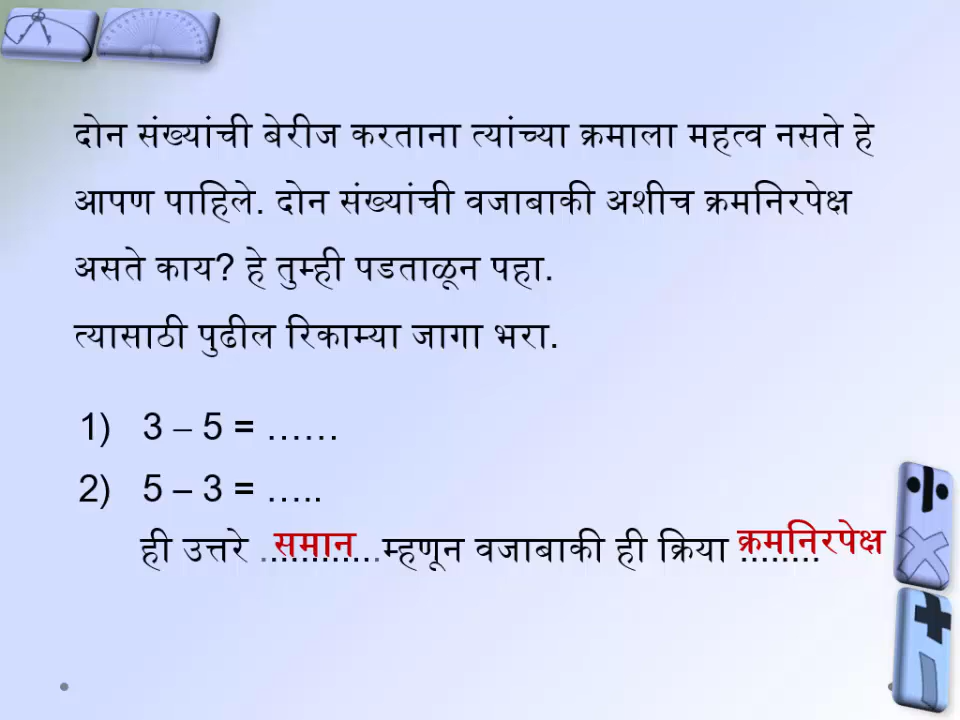 दोन संख्यांची बेरीज करताना त्यांच्या क्रमाला महत्व नसते हे
आपण पाहिले. दोन संख्यांची वजाबाकी अशीच क्रमनिरपेक्ष
असते काय? हे तुम्ही पडताळून पहा.
त्यासाठी पुढील रिकाम्या जागा भरा.
1) 3 – 5 = ……
2) 5 – 3 = …..
ही उत्तरे ..समान...म्हणून वजाबाकी ही क्रिया क्रमनिरपेक्ष ........